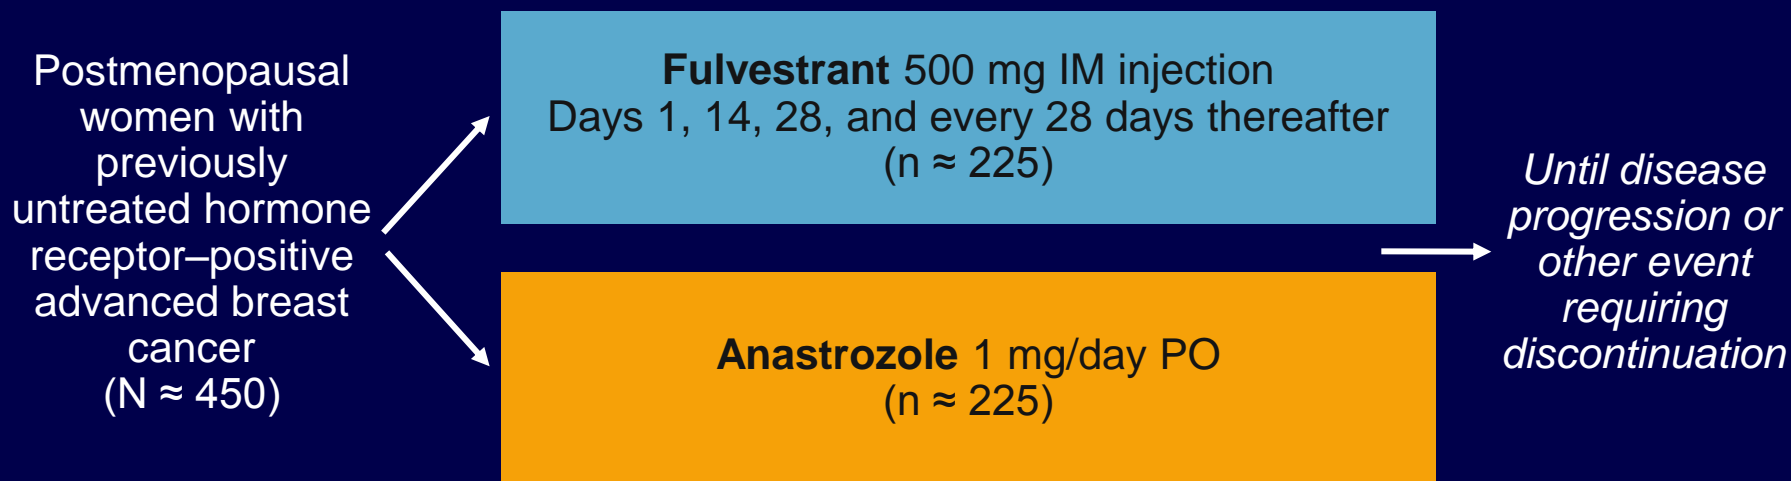 Postmenopausal
women with
previously
untreated hormone
receptor–positive
advanced breast
cancer
(N ≈ 450)
Fulvestrant 500 mg IM injection
Days 1, 14, 28, and every 28 days thereafter
(n ≈ 225)
Anastrozole 1 mg/day PO
(n ≈ 225)
Until disease
progression or
other event
requiring
discontinuation